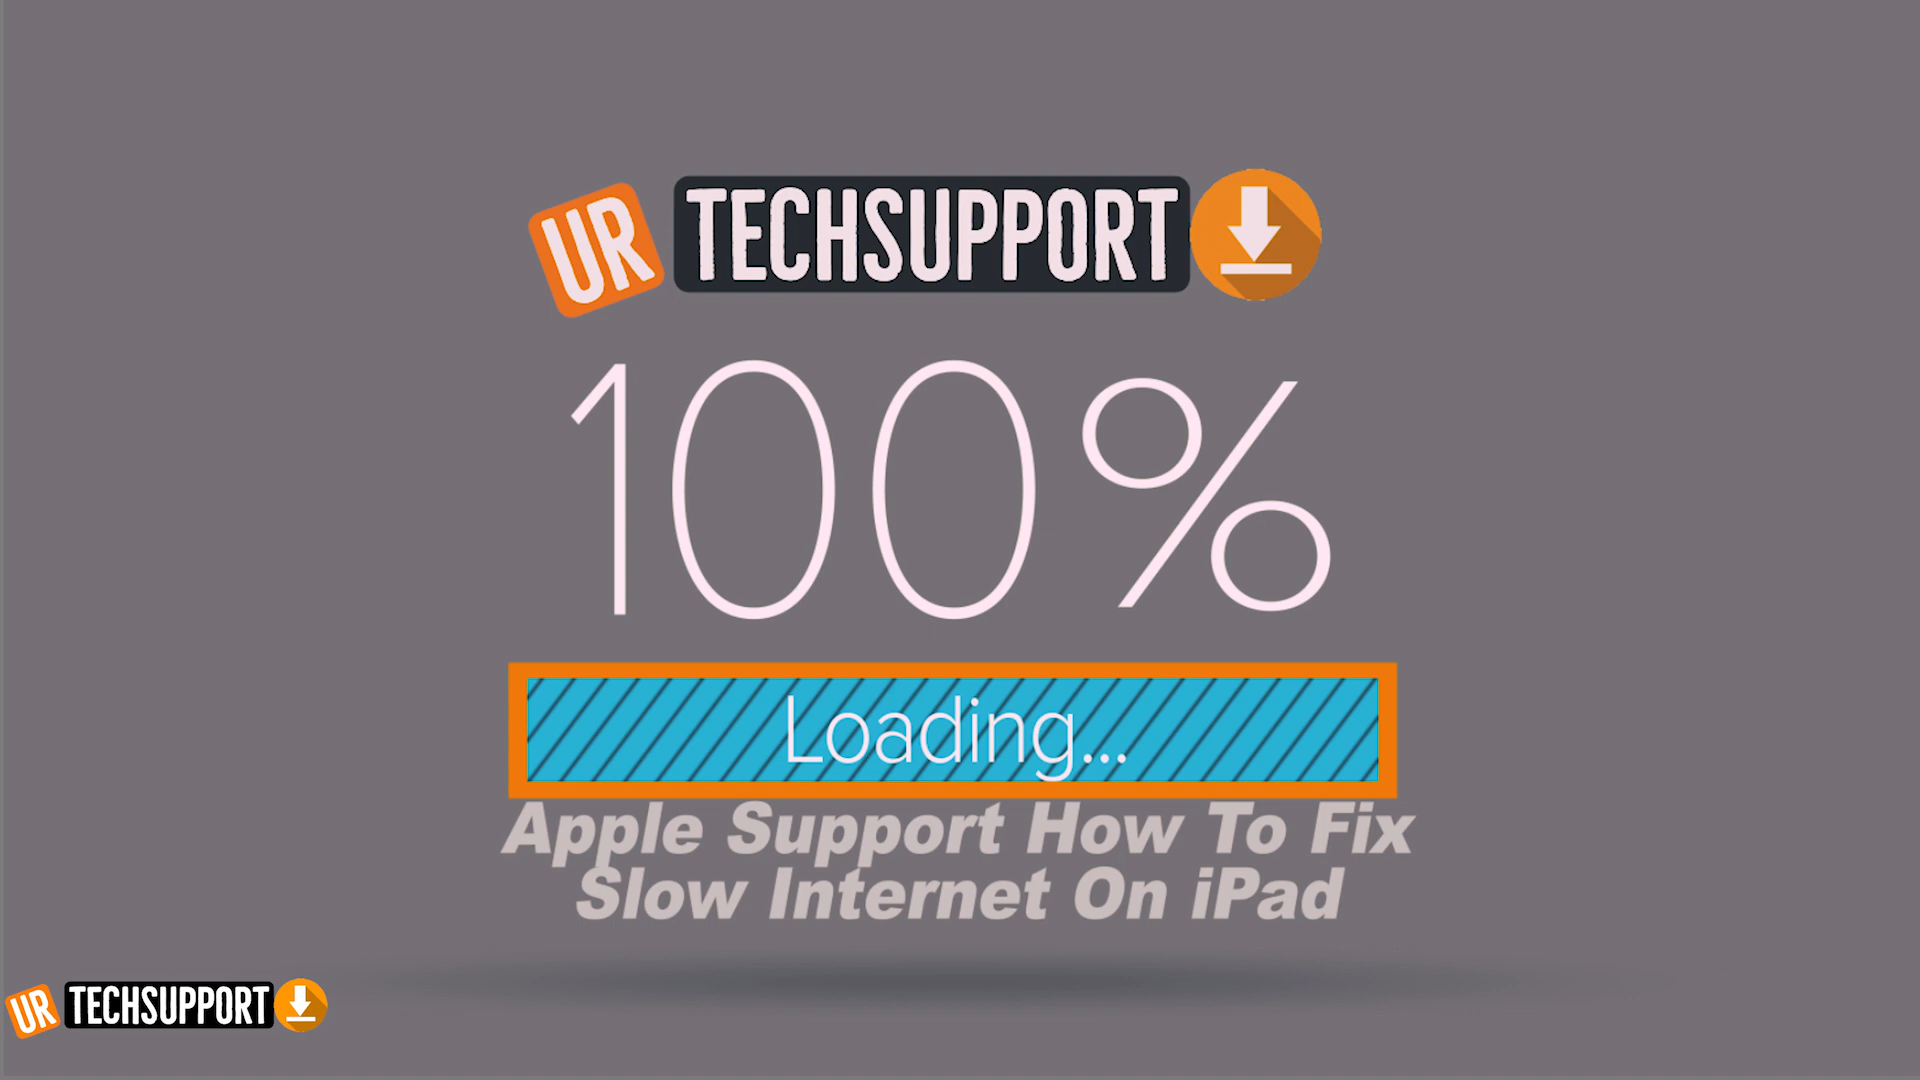 UR TECHSUPPORT
100%
Loading...
Apple Support How To Fix
Slow Internet On iPad
UR TECHSUPPORT